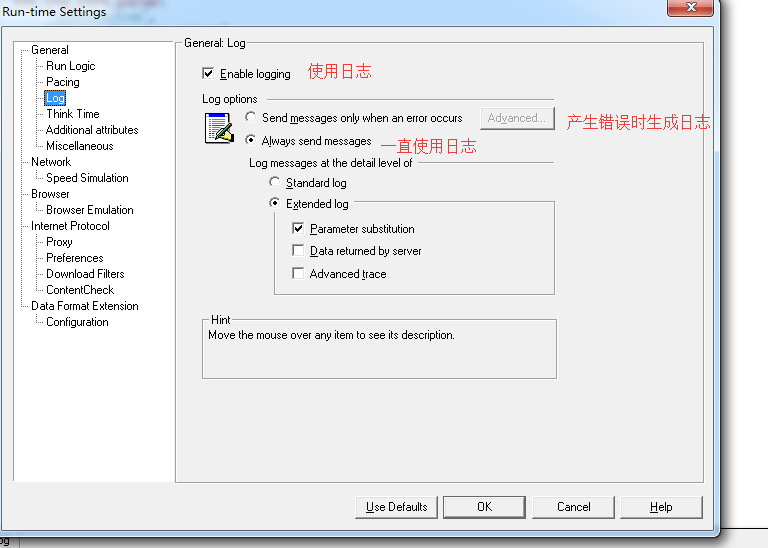 Run-time Settings
General
Run Logic
Pacing
Log
Think Time
Additional attributes
Miscellaneous
Network
Speed Simulation
Browser
Browser Emulation
Internet Protocol
Proxy
Preferences
Download Filters
ContentCheck
Data Format Extension
Configuration
General: Log
Enable logging 使用日志
Log options
Send messages only when an error occurs Advanced... 产生错误时生成日志
Always send messages 一直使用日志
Log messages at the detail level of
Standard log
Extended log
Parameter substitution
Data returned by server
Advanced trace
Hint
Move the mouse over any item to see its description.
Use Defaults OK Cancel Help
og